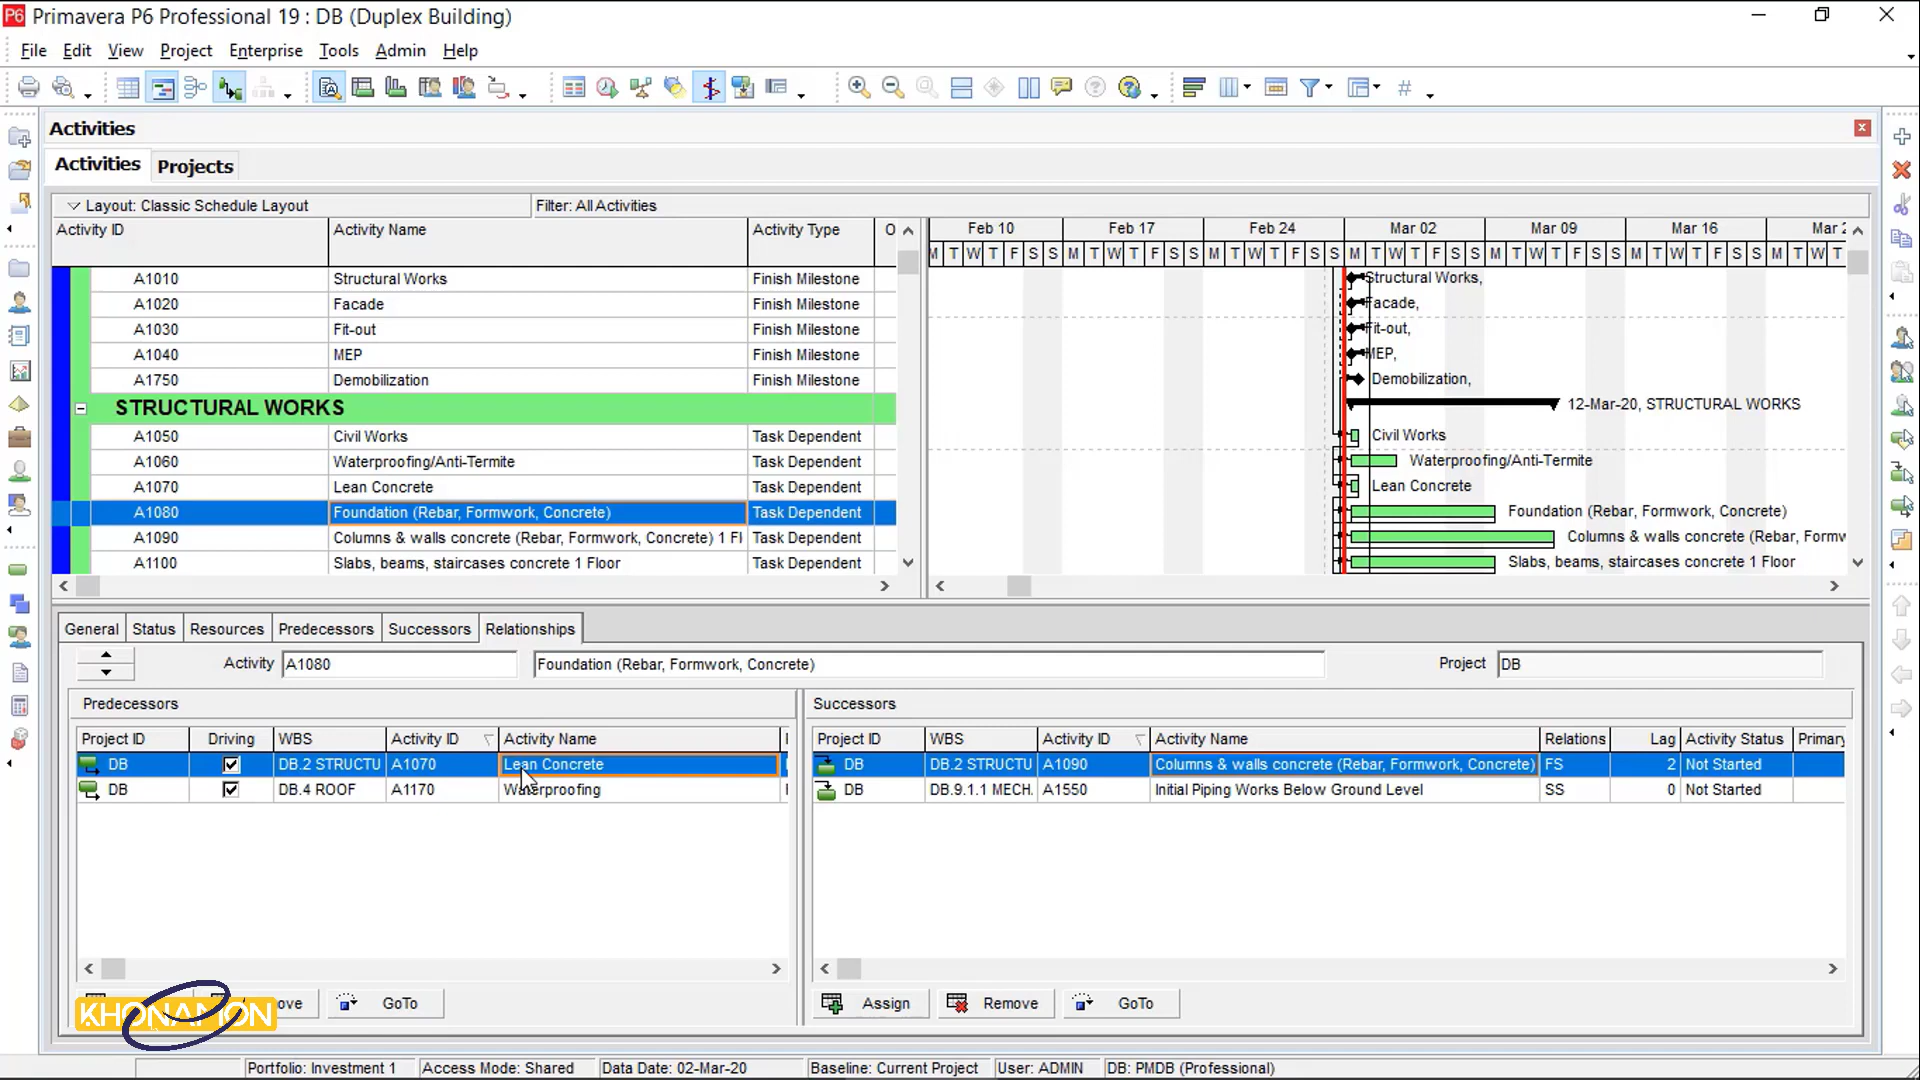 P6 Primavera P6 Professional 19 : DB (Duplex Building)
File Edit View Project Enterprise Tools Admin Help
Activities
Activities Projects
Layout: Classic Schedule Layout Filter: All Activities
Activity ID Activity Name Activity Type O
Feb 10 Feb 17 Feb 24 Mar 02 Mar 09 Mar 16 Mar 2
M T W T F S S M T W T F S S M T W T F S S M T W T F S S M T W T F S S M T W T F S S M T W T
A1010 Structural Works Finish Milestone Structural Works,
A1020 Facade Finish Milestone Facade,
A1030 Fit-out Finish Milestone Fit-out,
A1040 MEP Finish Milestone MEP,
A1750 Demobilization Finish Milestone Demobilization,
STRUCTURAL WORKS 12-Mar-20, STRUCTURAL WORKS
A1050 Civil Works Task Dependent Civil Works
A1060 Waterproofing/Anti-Termite Task Dependent Waterproofing/Anti-Termite
A1070 Lean Concrete Task Dependent Lean Concrete
A1080 Foundation (Rebar, Formwork, Concrete) Task Dependent Foundation (Rebar, Formwork, Concrete)
A1090 Columns & walls concrete (Rebar, Formwork, Concrete) 1 Fl Task Dependent Columns & walls concrete (Rebar, Formw
A1100 Slabs, beams, staircases concrete 1 Floor Task Dependent Slabs, beams, staircases concrete 1 Floor
General Status Resources Predecessors Successors Relationships
Activity A1080 Foundation (Rebar, Formwork, Concrete) Project DB
Predecessors
Project ID Driving WBS Activity ID Activity Name
DB DB.2 STRUCTU A1070 Lean Concrete
DB DB.4 ROOF A1170 Waterproofing
GoTo
Successors
Project ID WBS Activity ID Activity Name Relations Lag Activity Status Primary
DB DB.2 STRUCTU A1090 Columns & walls concrete (Rebar, Formwork, Concrete) FS 2 Not Started
DB DB.9.1.1 MECH. A1550 Initial Piping Works Below Ground Level SS 0 Not Started
Assign Remove GoTo
KHONAMON
Portfolio: Investment 1 Access Mode: Shared Data Date: 02-Mar-20 Baseline: Current Project User: ADMIN DB: PMDB (Professional)